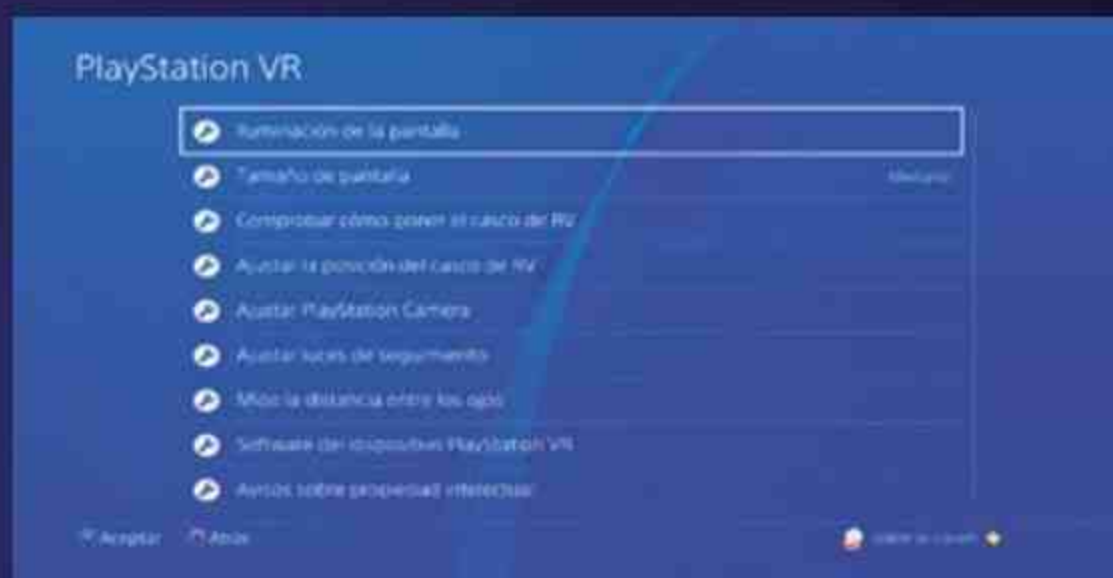 PlayStation VR
Iluminación de la pantalla
Tamaño de pantalla
Comprobar cómo poner el casco de RV
Ajustar la posición del casco de RV
Ajustar PlayStation Camera
Ajustar luces de seguimiento
Mide la distancia entre los ojos
Software del dispositivo PlayStation VR
Avisos sobre propiedad intelectual
Aceptar
Atrás